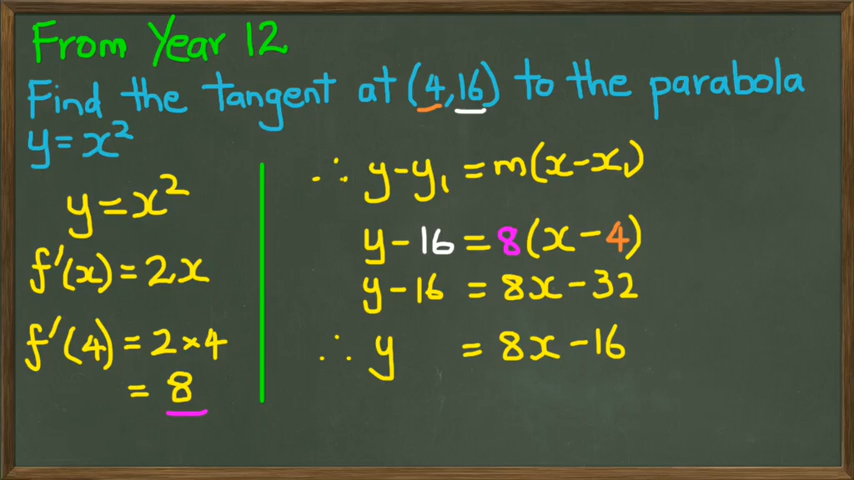 From Year 12
Find the tangent at (4,16) to the parabola
y = x²
y = x²
f'(x) = 2x
f'(4) = 2×4
= 8
∴ y-y₁ = m(x-x₁)
y-16 = 8(x-4)
y-16 = 8x-32
∴ y = 8x-16